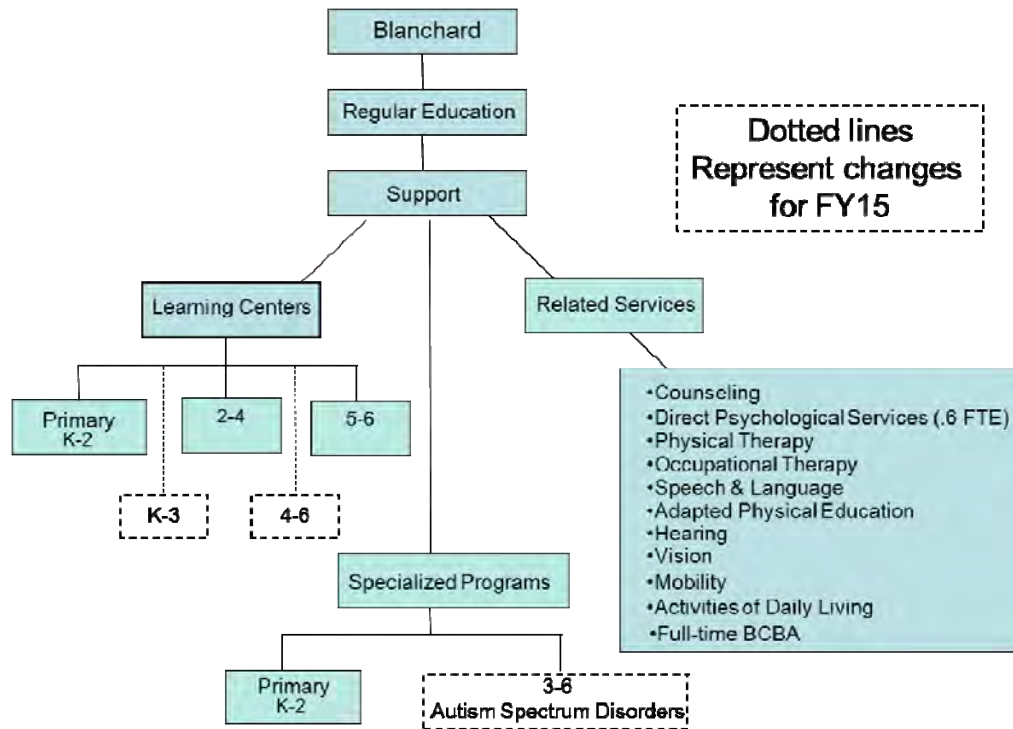 Blanchard
Regular Education
Dotted lines
Represent changes
for FY15
Support
Learning Centers
Related Services
Primary
K-2
2-4
5-6
K-3
4-6
•Counseling
•Direct Psychological Services (.6 FTE)
•Physical Therapy
•Occupational Therapy
•Speech & Language
•Adapted Physical Education
•Hearing
•Vision
•Mobility
•Activities of Daily Living
•Full-time BCBA
Specialized Programs
Primary
K-2
3-6
Autism Spectrum Disorders